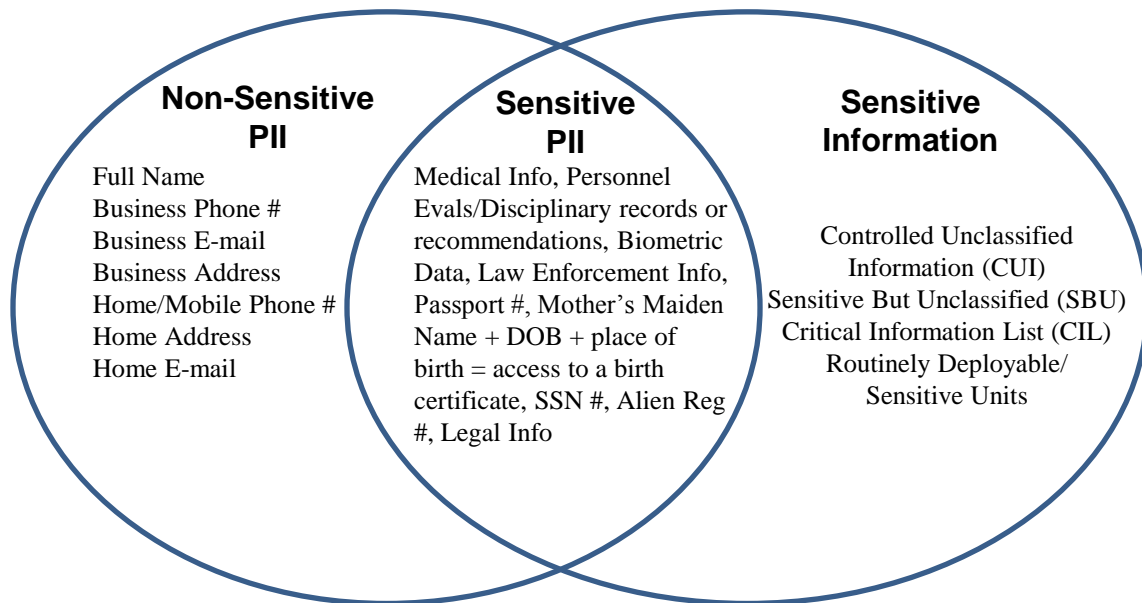 Non-Sensitive
PII
Full Name
Business Phone #
Business E-mail
Business Address
Home/Mobile Phone #
Home Address
Home E-mail
Sensitive
PII
Medical Info, Personnel
Evals/Disciplinary records or
recommendations, Biometric
Data, Law Enforcement Info,
Passport #, Mother’s Maiden
Name + DOB + place of
birth = access to a birth
certificate, SSN #, Alien Reg
#, Legal Info
Sensitive
Information
Controlled Unclassified
Information (CUI)
Sensitive But Unclassified (SBU)
Critical Information List (CIL)
Routinely Deployable/
Sensitive Units